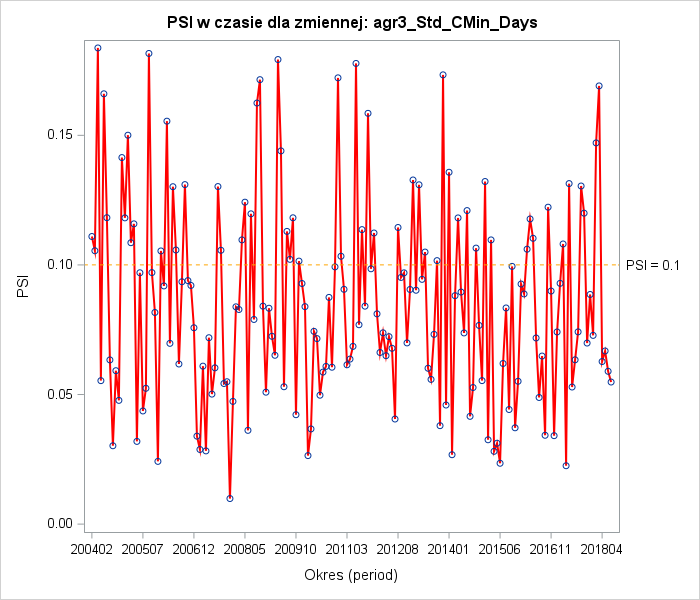 PSI w czasie dla zmiennej: agr3_Std_CMin_Days
0.15
0.10
0.05
0.00
PSI
PSI = 0.1
200402 200507 200612 200805 200910 201103 201208 201401 201506 201611 201804
Okres (period)